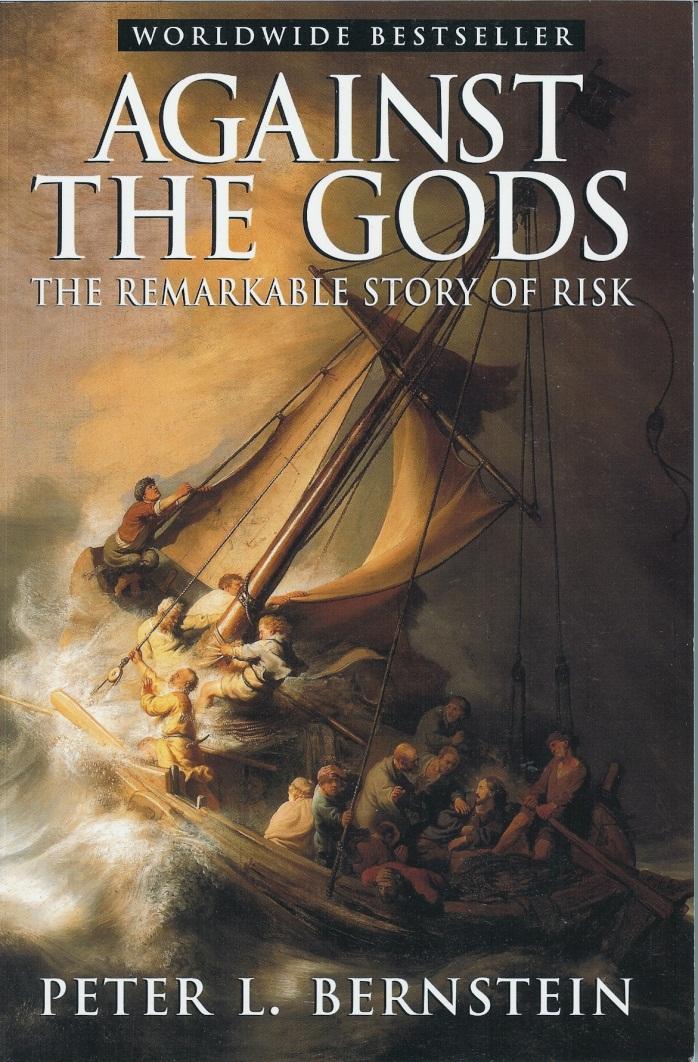 WORLDWIDE BESTSELLER
AGAINST
THE GODS
THE REMARKABLE STORY OF RISK
PETER L. BERNSTEIN